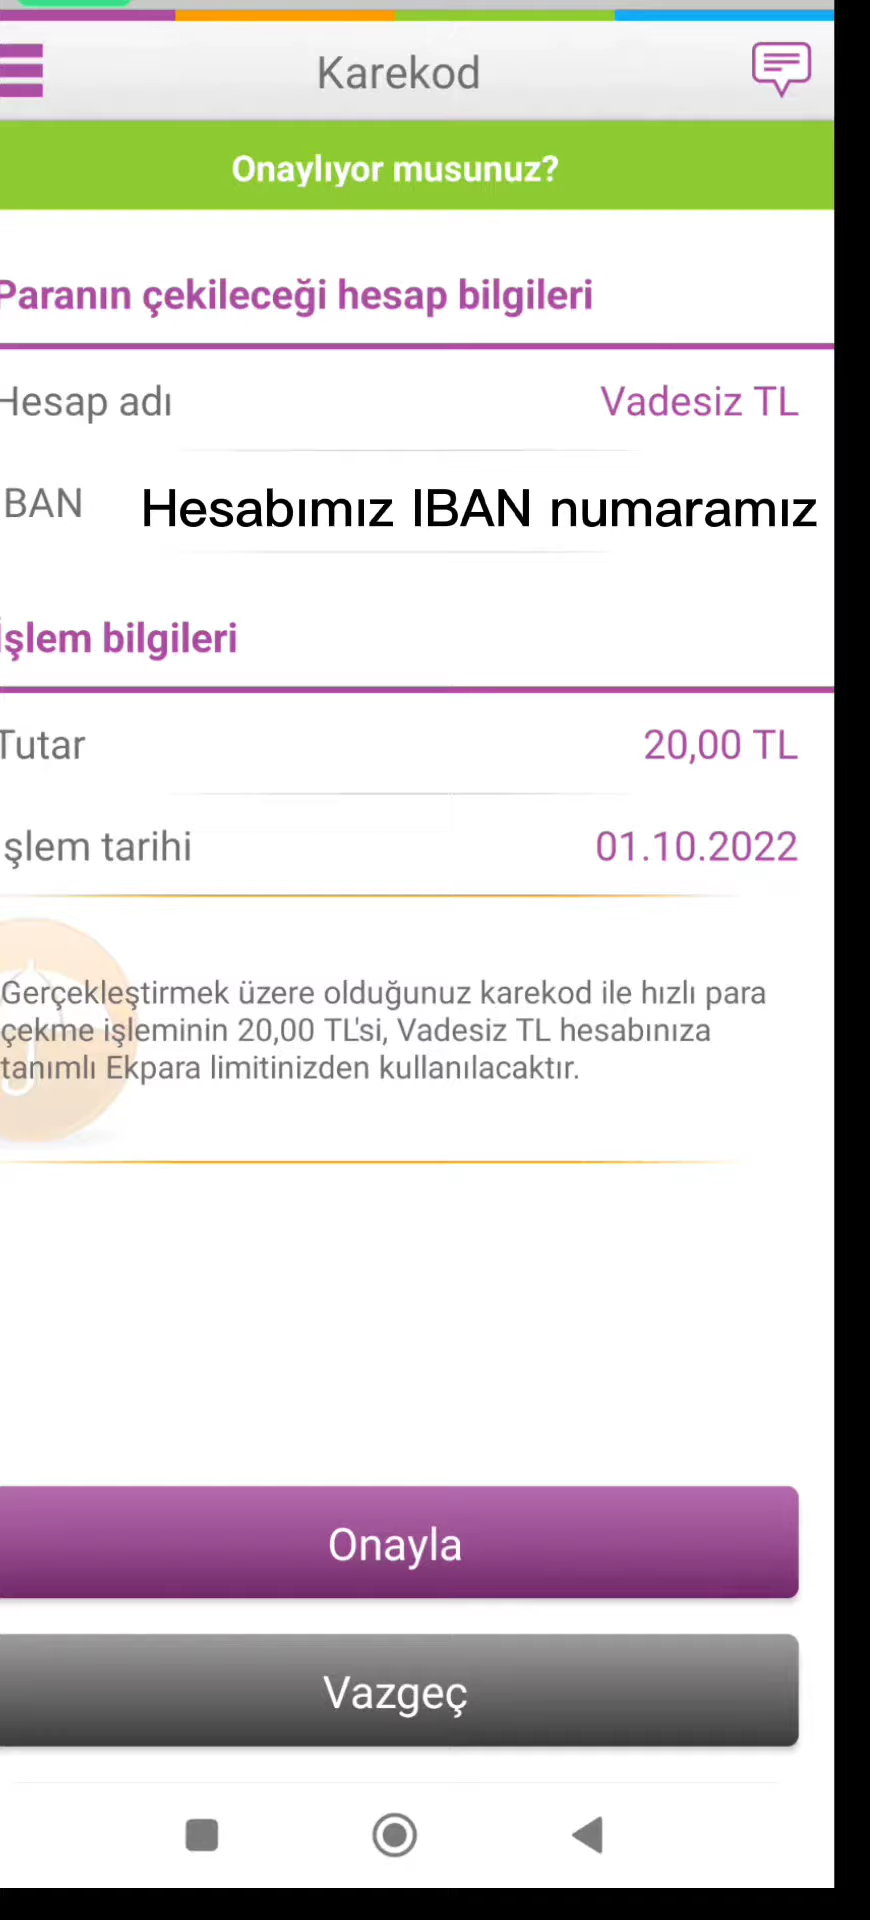 Karekod
Onaylıyor musunuz?
Paranın çekileceği hesap bilgileri
Hesap adı Vadesiz TL
IBAN Hesabımız IBAN numaramız
İşlem bilgileri
Tutar 20,00 TL
İşlem tarihi 01.10.2022
Gerçekleştirmek üzere olduğunuz karekod ile hızlı para
çekme işleminin 20,00 TL'si, Vadesiz TL hesabınıza
tanımlı Ekpara limitinizden kullanılacaktır.
Onayla
Vazgeç